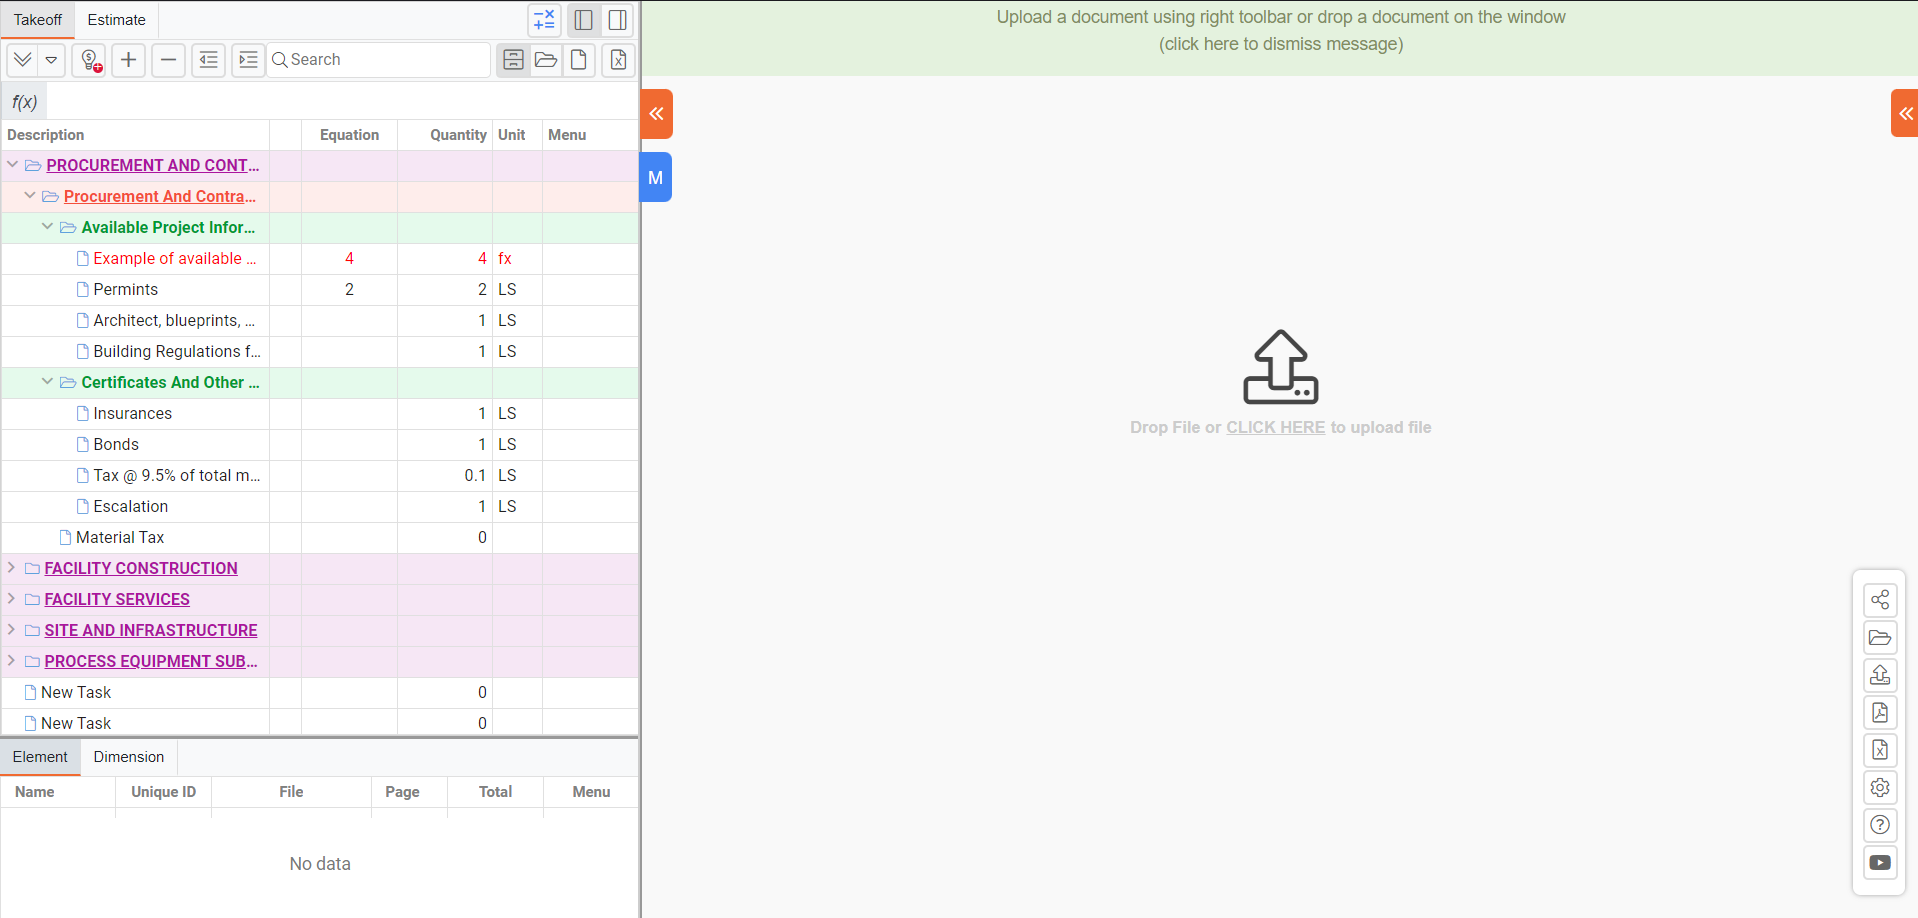 Takeoff Estimate
Search
f(x)
Description Equation Quantity Unit Menu
PROCUREMENT AND CONT...
Procurement And Contra...
Available Project Infor...
Example of available ... 4 4 fx
Permints 2 2 LS
Architect, blueprints, ... 1 LS
Building Regulations f... 1 LS
Certificates And Other ...
Insurances 1 LS
Bonds 1 LS
Tax @ 9.5% of total m... 0.1 LS
Escalation 1 LS
Material Tax 0
FACILITY CONSTRUCTION
FACILITY SERVICES
SITE AND INFRASTRUCTURE
PROCESS EQUIPMENT SUB...
New Task 0
New Task 0
Element Dimension
Name Unique ID File Page Total Menu
No data
Upload a document using right toolbar or drop a document on the window
(click here to dismiss message)
M
Drop File or CLICK HERE to upload file